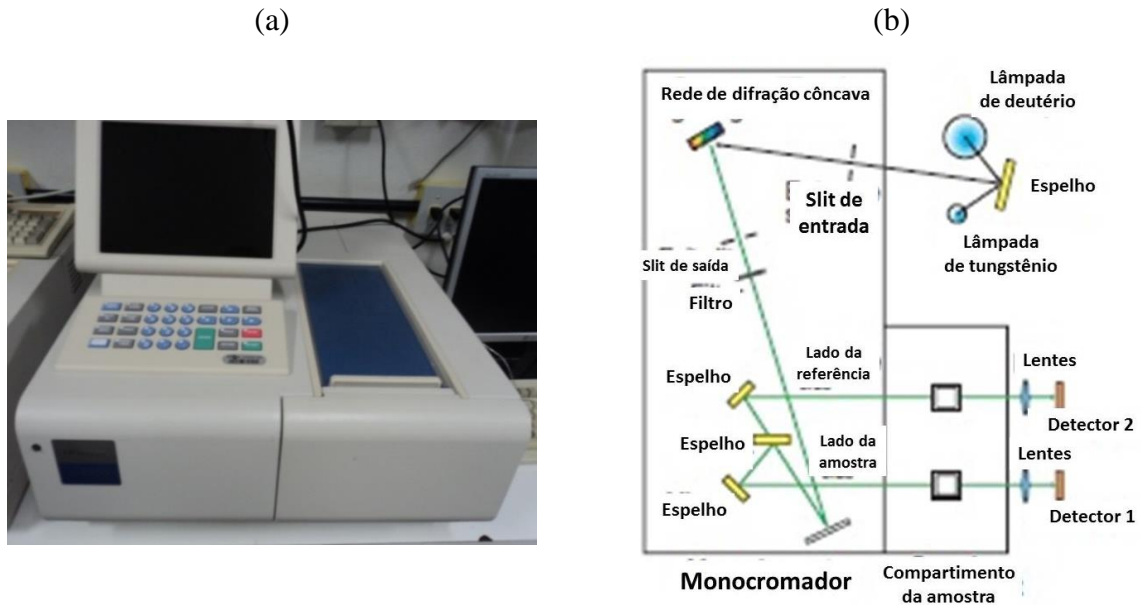 (a)
(b)
Rede de difração côncava
Lâmpada
de deutério
Espelho
Slit de
entrada
Lâmpada
de tungstênio
Slit de saída
Filtro
Lado da
referência
Lentes
Espelho
Detector 2
Espelho
Lado da
amostra
Lentes
Espelho
Detector 1
Monocromador
Compartimento
da amostra